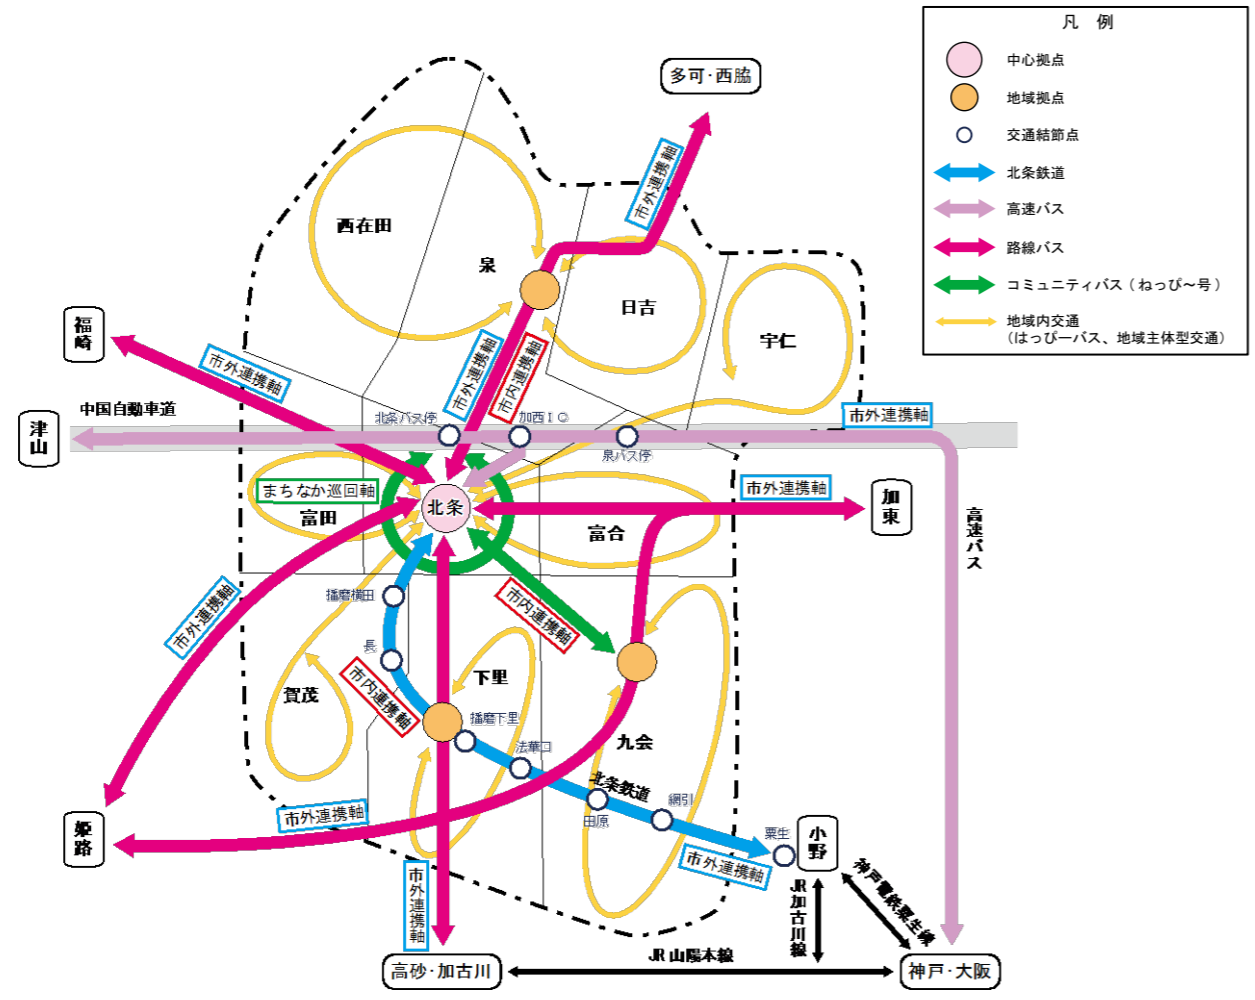 凡 例
中心拠点
地域拠点
交通結節点
北条鉄道
高速バス
路線バス
コミュニティバス（ねっぴ～号）
地域内交通
（はっぴーバス、地域主体型交通）
多可・西脇
市外連携軸
西在田
泉
日吉
宇仁
福崎
市外連携軸
市外連携軸
市内連携軸
中国自動車道
津山
北条バス停
加西ＩＣ
泉バス停
市外連携軸
まちなか巡回軸
富田
北条
富合
市外連携軸
加東
高速バス
市外連携軸
播磨横田
長
市内連携軸
市内連携軸
賀茂
下里
播磨下里
法華口
九会
北条鉄道
田原
網引
姫路
市外連携軸
市外連携軸
粟生
小野
市外連携軸
JR加古川線
神戸電鉄粟生線
JR山陽本線
高砂・加古川
神戸・大阪